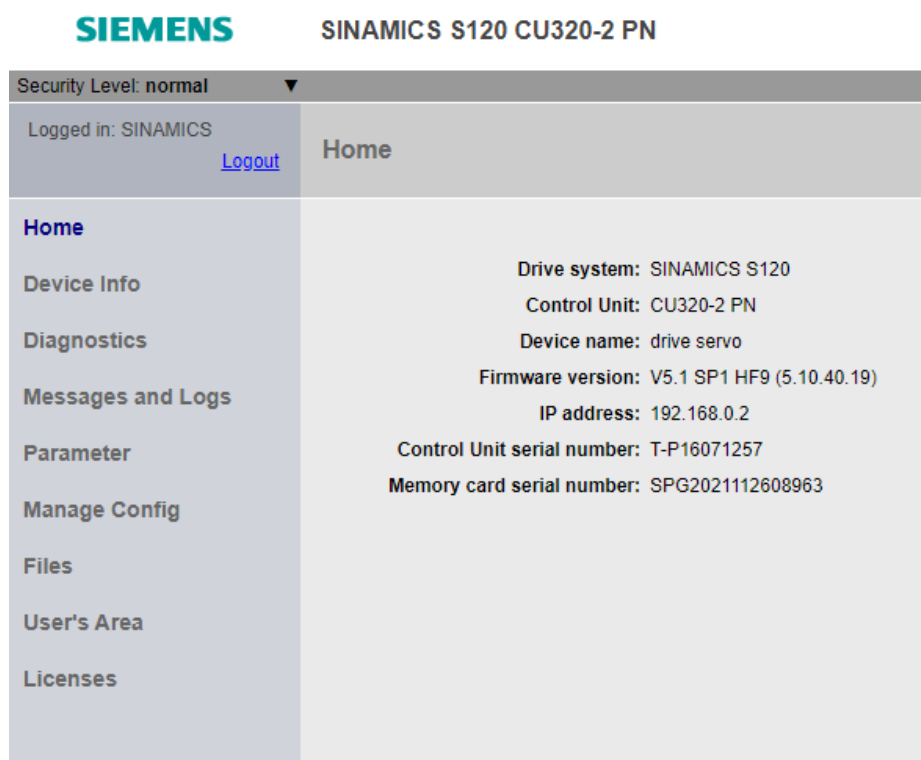 SIEMENS SINAMICS S120 CU320-2 PN
Security Level: normal ▼
Logged in: SINAMICS
Logout
Home
Home
Device Info
Diagnostics
Messages and Logs
Parameter
Manage Config
Files
User's Area
Licenses
Drive system: SINAMICS S120
Control Unit: CU320-2 PN
Device name: drive servo
Firmware version: V5.1 SP1 HF9 (5.10.40.19)
IP address: 192.168.0.2
Control Unit serial number: T-P16071257
Memory card serial number: SPG2021112608963